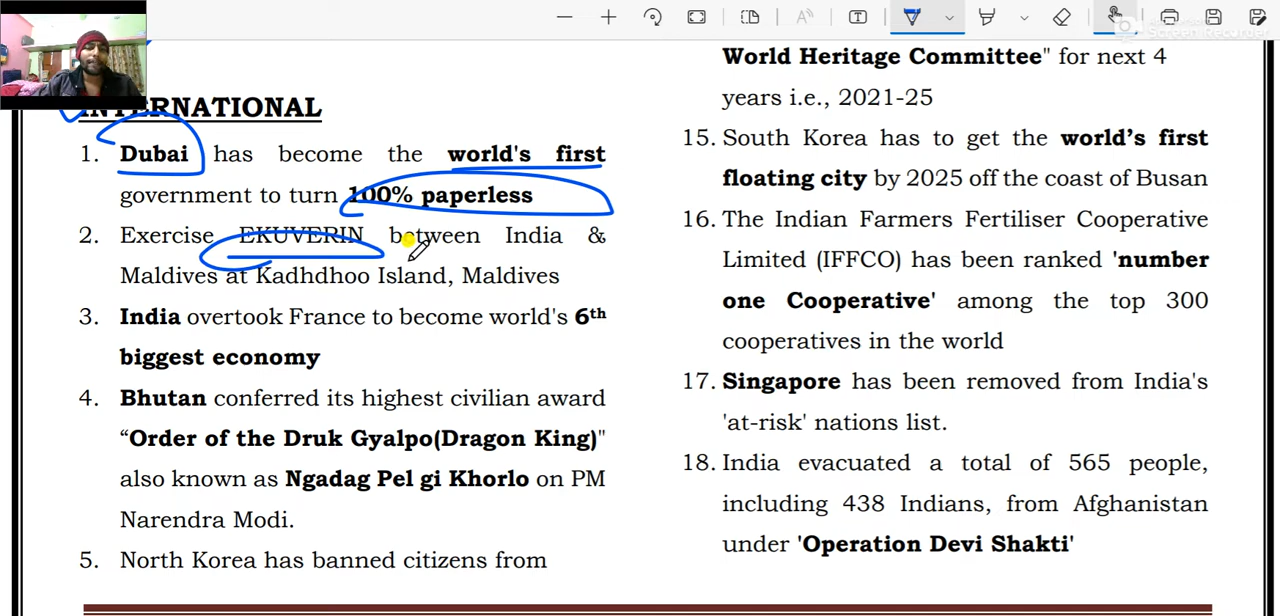 Screen Recorder
INTERNATIONAL
1. Dubai has become the world's first
government to turn 100% paperless
2. Exercise EKUVERIN between India &
Maldives at Kadhdhoo Island, Maldives
3. India overtook France to become world's 6th
biggest economy
4. Bhutan conferred its highest civilian award
“Order of the Druk Gyalpo(Dragon King)"
also known as Ngadag Pel gi Khorlo on PM
Narendra Modi.
5. North Korea has banned citizens from
World Heritage Committee" for next 4
years i.e., 2021-25
15. South Korea has to get the world’s first
floating city by 2025 off the coast of Busan
16. The Indian Farmers Fertiliser Cooperative
Limited (IFFCO) has been ranked 'number
one Cooperative' among the top 300
cooperatives in the world
17. Singapore has been removed from India's
'at-risk' nations list.
18. India evacuated a total of 565 people,
including 438 Indians, from Afghanistan
under 'Operation Devi Shakti'